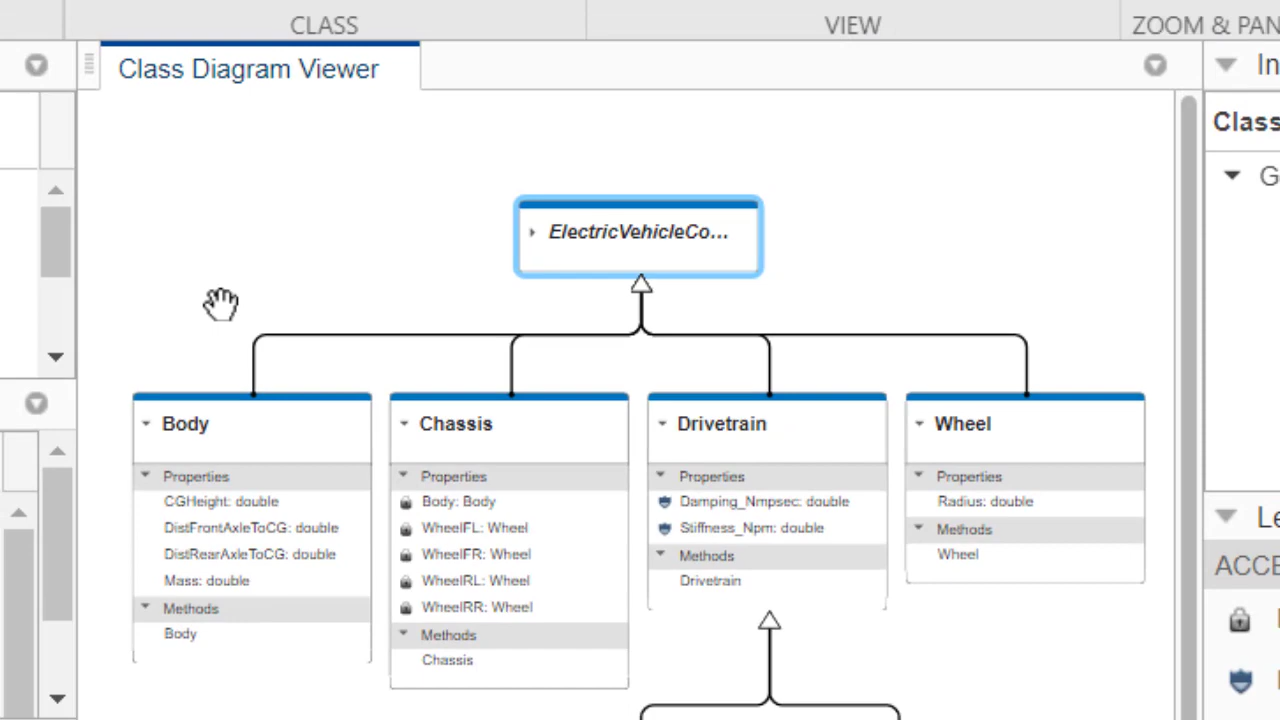 CLASS
VIEW
ZOOM & PAN
Class Diagram Viewer
In
Class
G
ElectricVehicleCo...
Body
Properties
CGHeight: double
DistFrontAxleToCG: double
DistRearAxleToCG: double
Mass: double
Methods
Body
Chassis
Properties
Body: Body
WheelFL: Wheel
WheelFR: Wheel
WheelRL: Wheel
WheelRR: Wheel
Methods
Chassis
Drivetrain
Properties
Damping_Nmpsec: double
Stiffness_Npm: double
Methods
Drivetrain
Wheel
Properties
Radius: double
Methods
Wheel
Le
ACCE